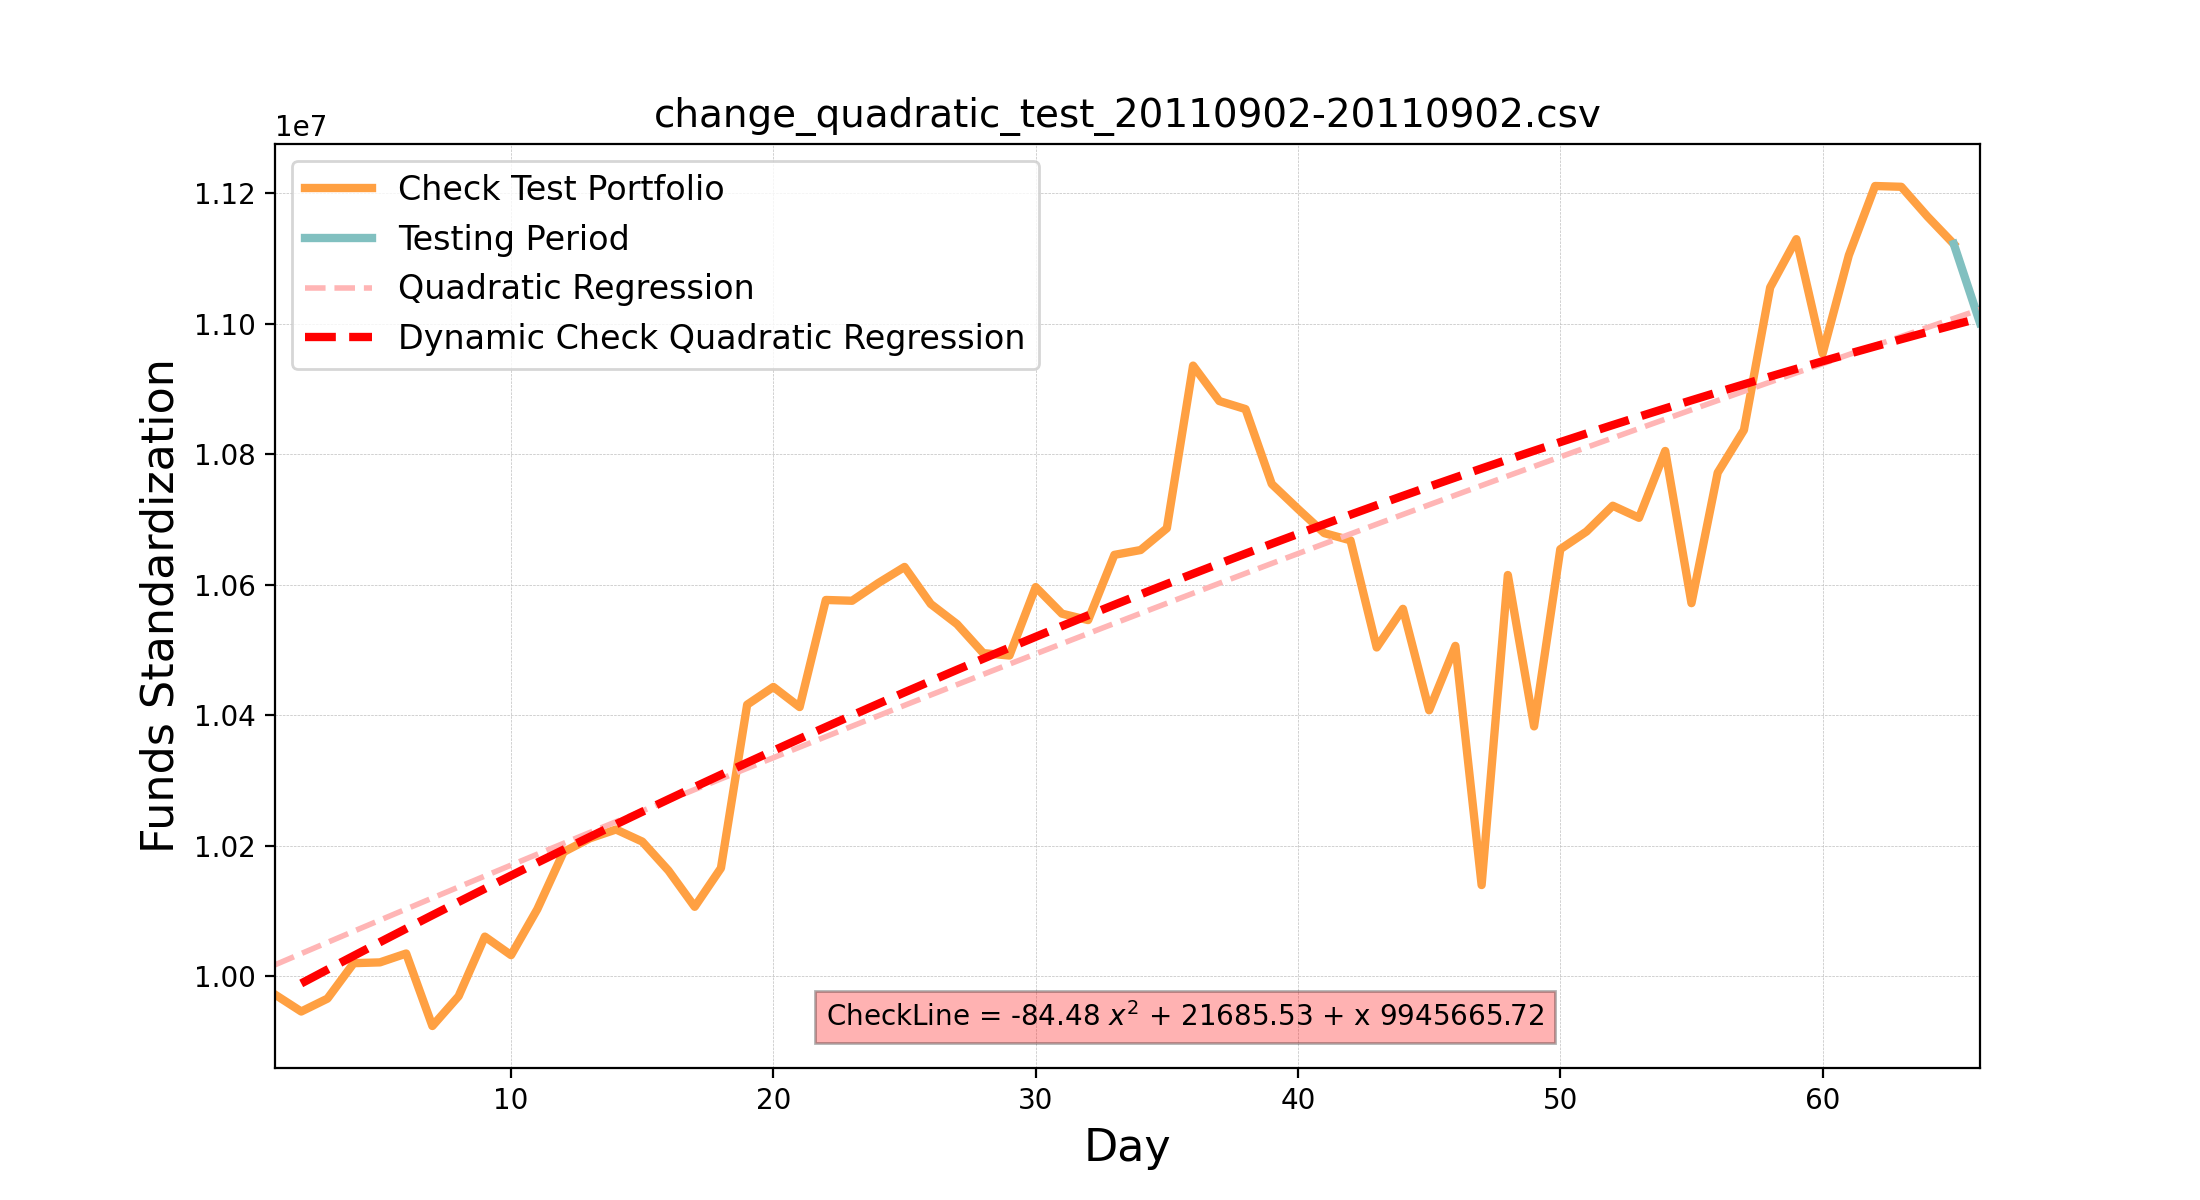 change_quadratic_test_20110902-20110902.csv
1e7
Check Test Portfolio
Testing Period
Quadratic Regression
Dynamic Check Quadratic Regression
Funds Standardization
1.12
1.10
1.08
1.06
1.04
1.02
1.00
CheckLine = -84.48 x² + 21685.53 + x 9945665.72
10 20 30 40 50 60
Day